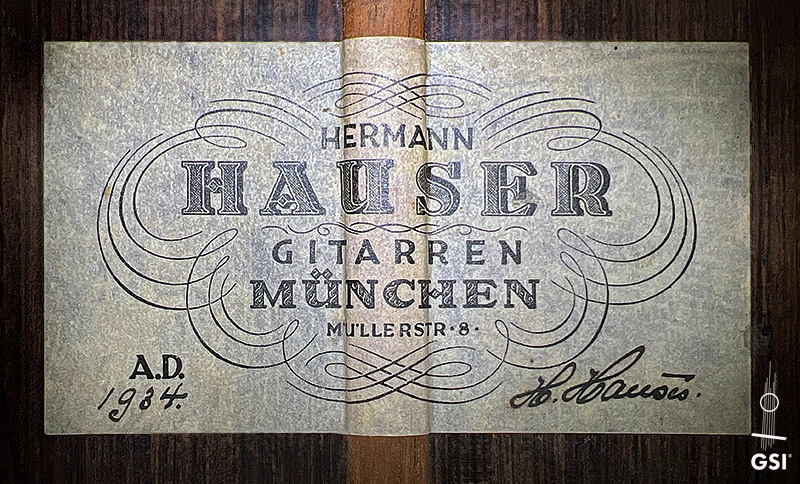 HERMANN
HAUSER
GITARREN
MÜNCHEN
MÜLLERSTR·8·
A.D.
1934.
H. Hauser.
GSI®